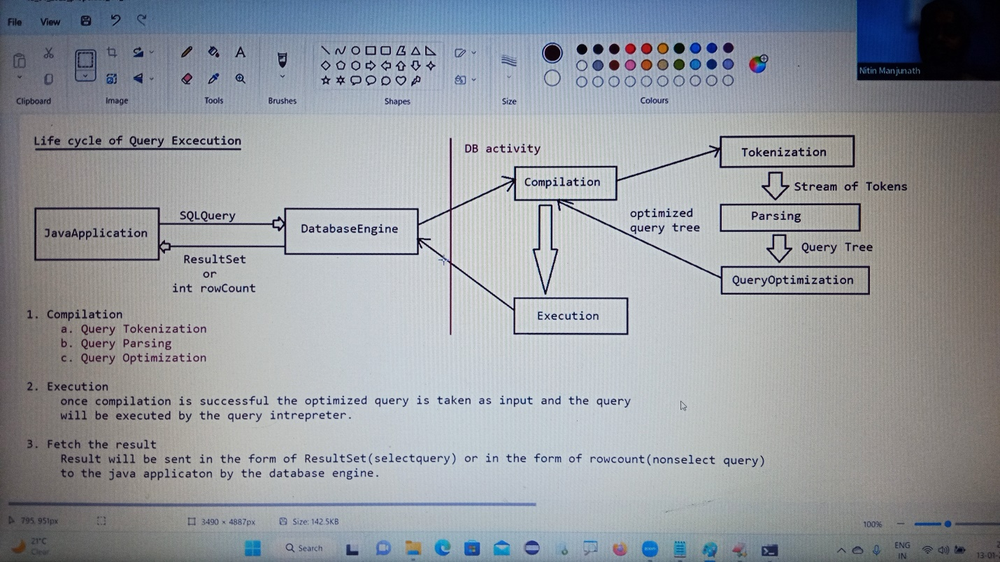 File View
Nitin Manjunath
Clipboard Image Tools Brushes Shapes Size Colours
Life cycle of Query Excecution
DB activity
Tokenization
Compilation
Stream of Tokens
SQLQuery
optimized
query tree
Parsing
JavaApplication
DatabaseEngine
Query Tree
ResultSet
or
int rowCount
QueryOptimization
Execution
1. Compilation
a. Query Tokenization
b. Query Parsing
c. Query Optimization
2. Execution
once compilation is successful the optimized query is taken as input and the query
will be executed by the query intrepreter.
3. Fetch the result
Result will be sent in the form of ResultSet(selectquery) or in the form of rowcount(nonselect query)
to the java applicaton by the database engine.
795, 951px 3490 × 4887px Size: 142.5KB 100%
21°C
Clear
Search
ENG
IN
13-01-